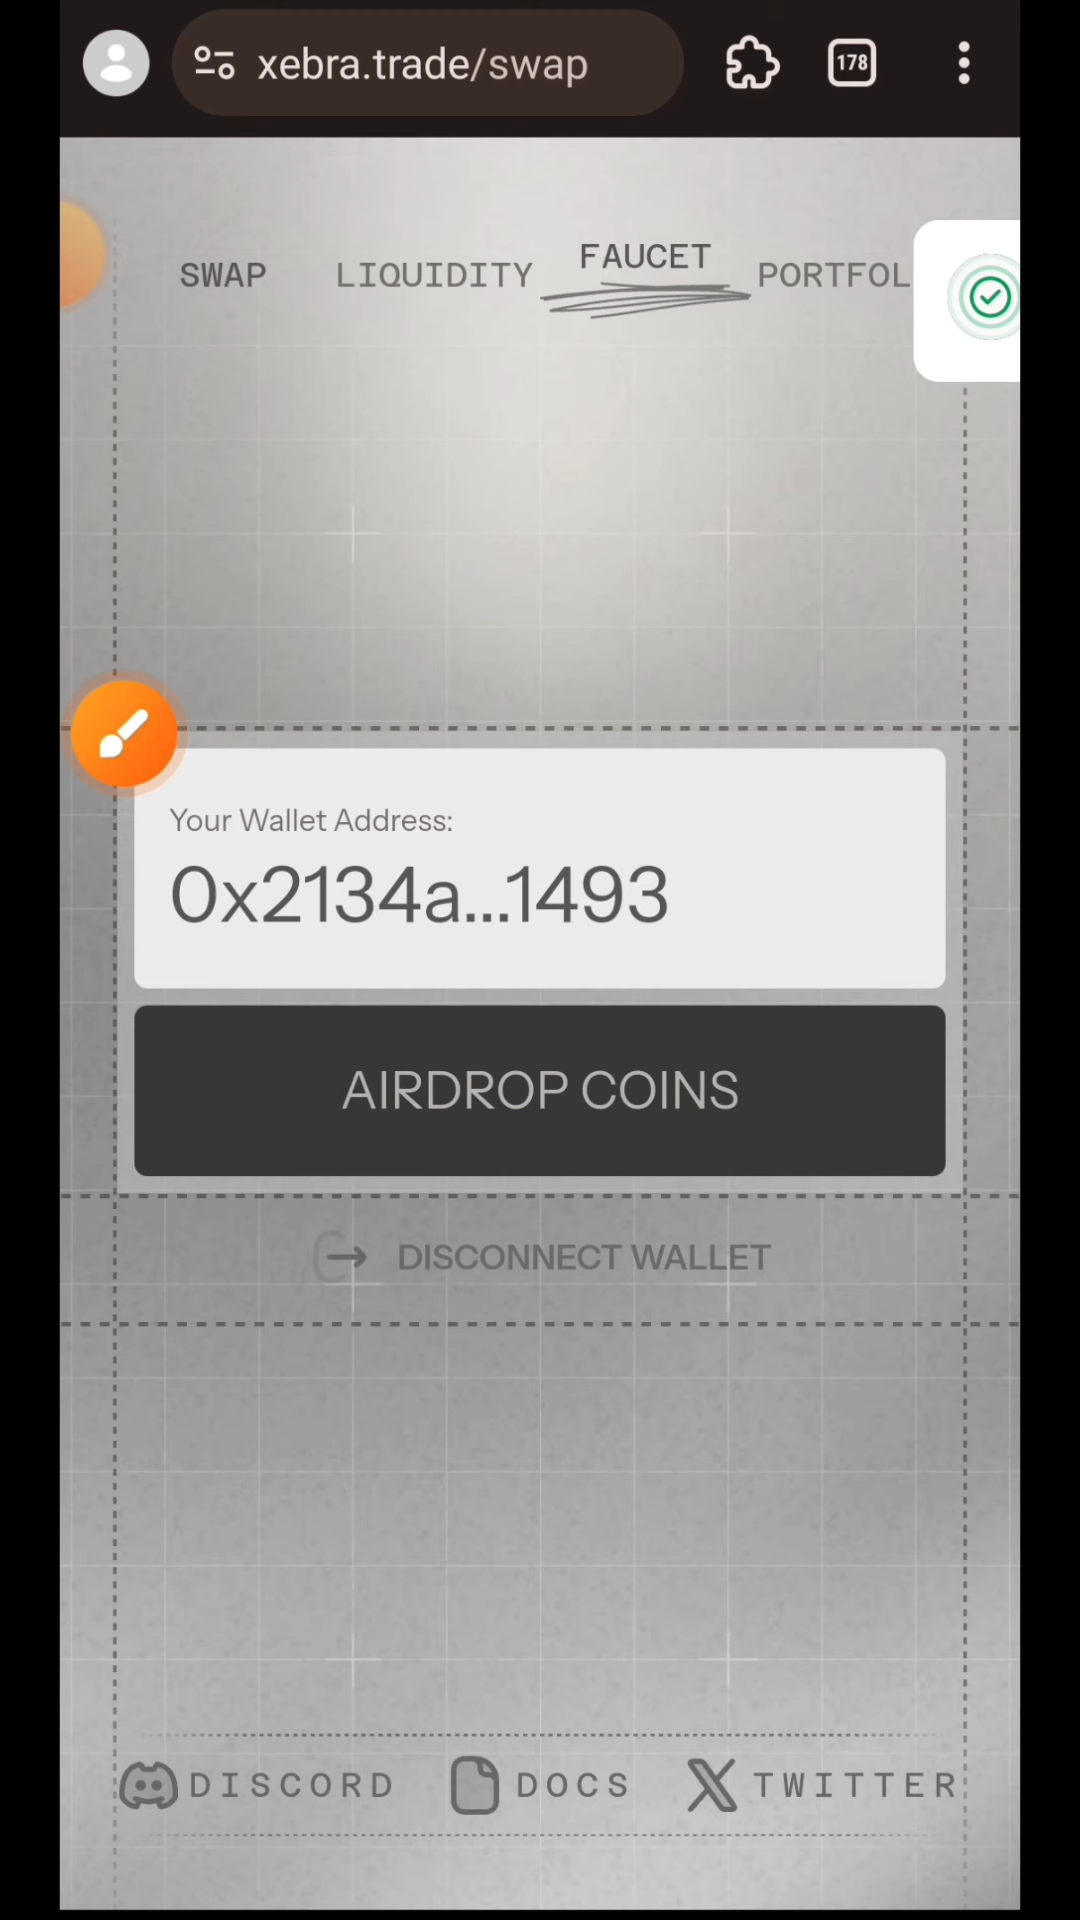 xebra.trade/swap
178
SWAP LIQUIDITY FAUCET PORTFOL
Your Wallet Address:
0x2134a...1493
AIRDROP COINS
DISCONNECT WALLET
DISCORD DOCS TWITTER